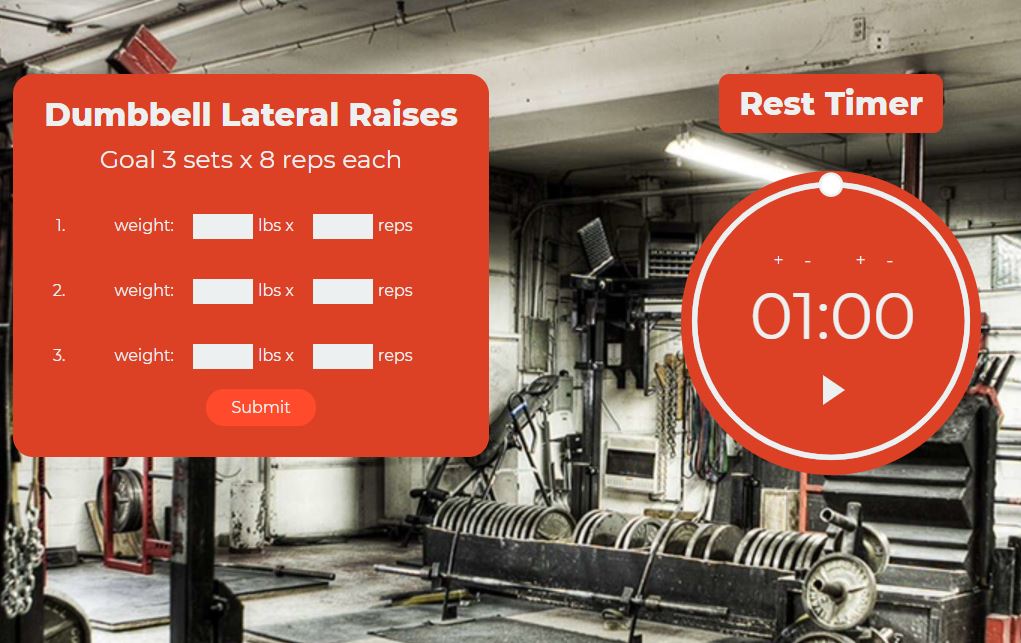 Dumbbell Lateral Raises
Goal 3 sets x 8 reps each
1. weight: lbs x reps
2. weight: lbs x reps
3. weight: lbs x reps
Submit
Rest Timer
+ - + -
01:00